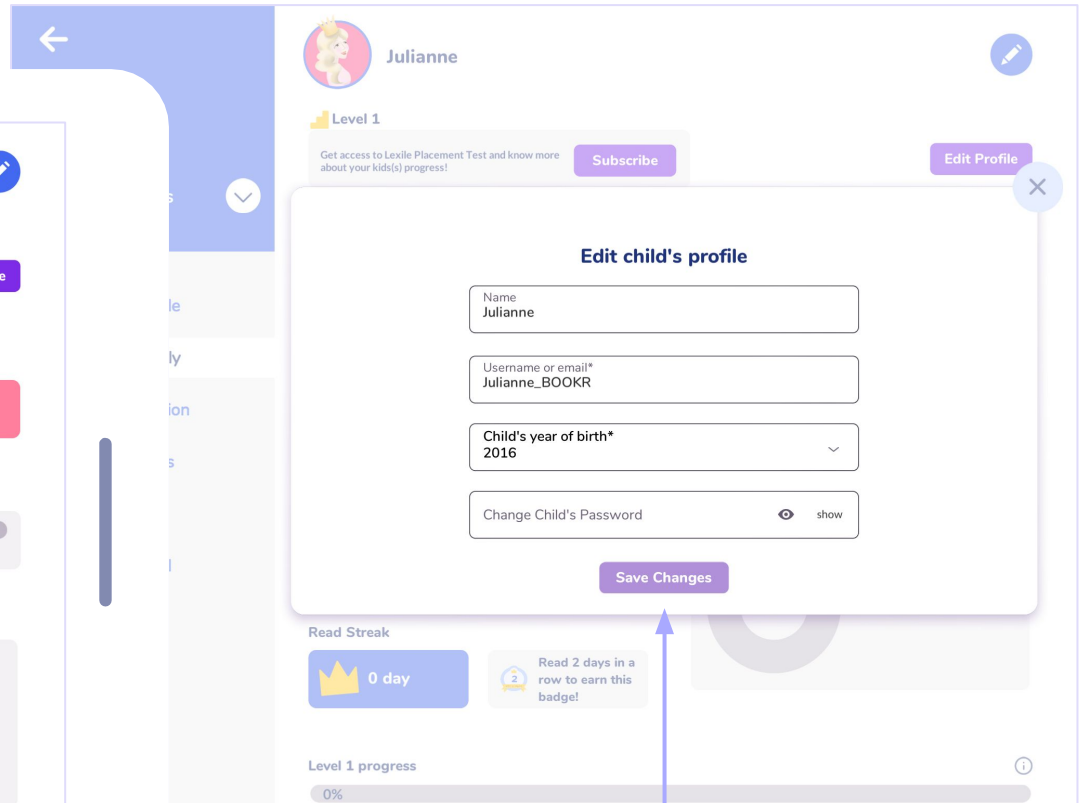 Julianne
Level 1
Get access to Lexile Placement Test and know more
about your kids(s) progress!
Subscribe
Edit Profile
Edit child's profile
Name
Julianne
Username or email*
Julianne_BOOKR
Child's year of birth*
2016
Change Child's Password
show
Save Changes
Read Streak
0 day
2
Read 2 days in a
row to earn this
badge!
Level 1 progress
0%